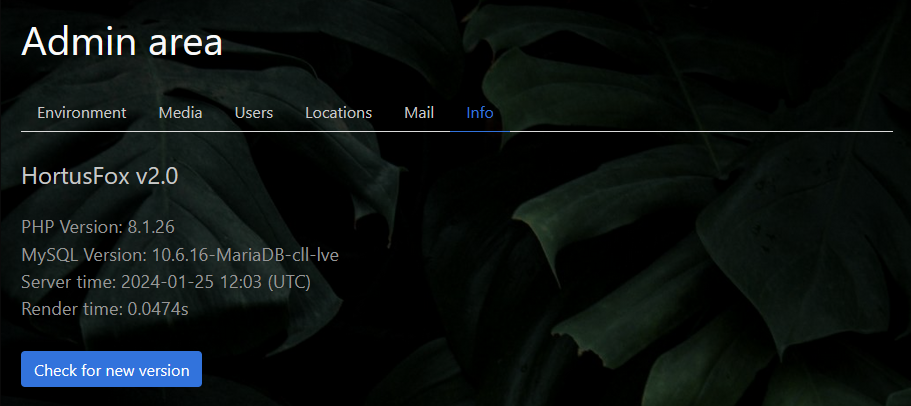 Admin area
Environment Media Users Locations Mail Info
HortusFox v2.0
PHP Version: 8.1.26
MySQL Version: 10.6.16-MariaDB-cll-lve
Server time: 2024-01-25 12:03 (UTC)
Render time: 0.0474s
Check for new version